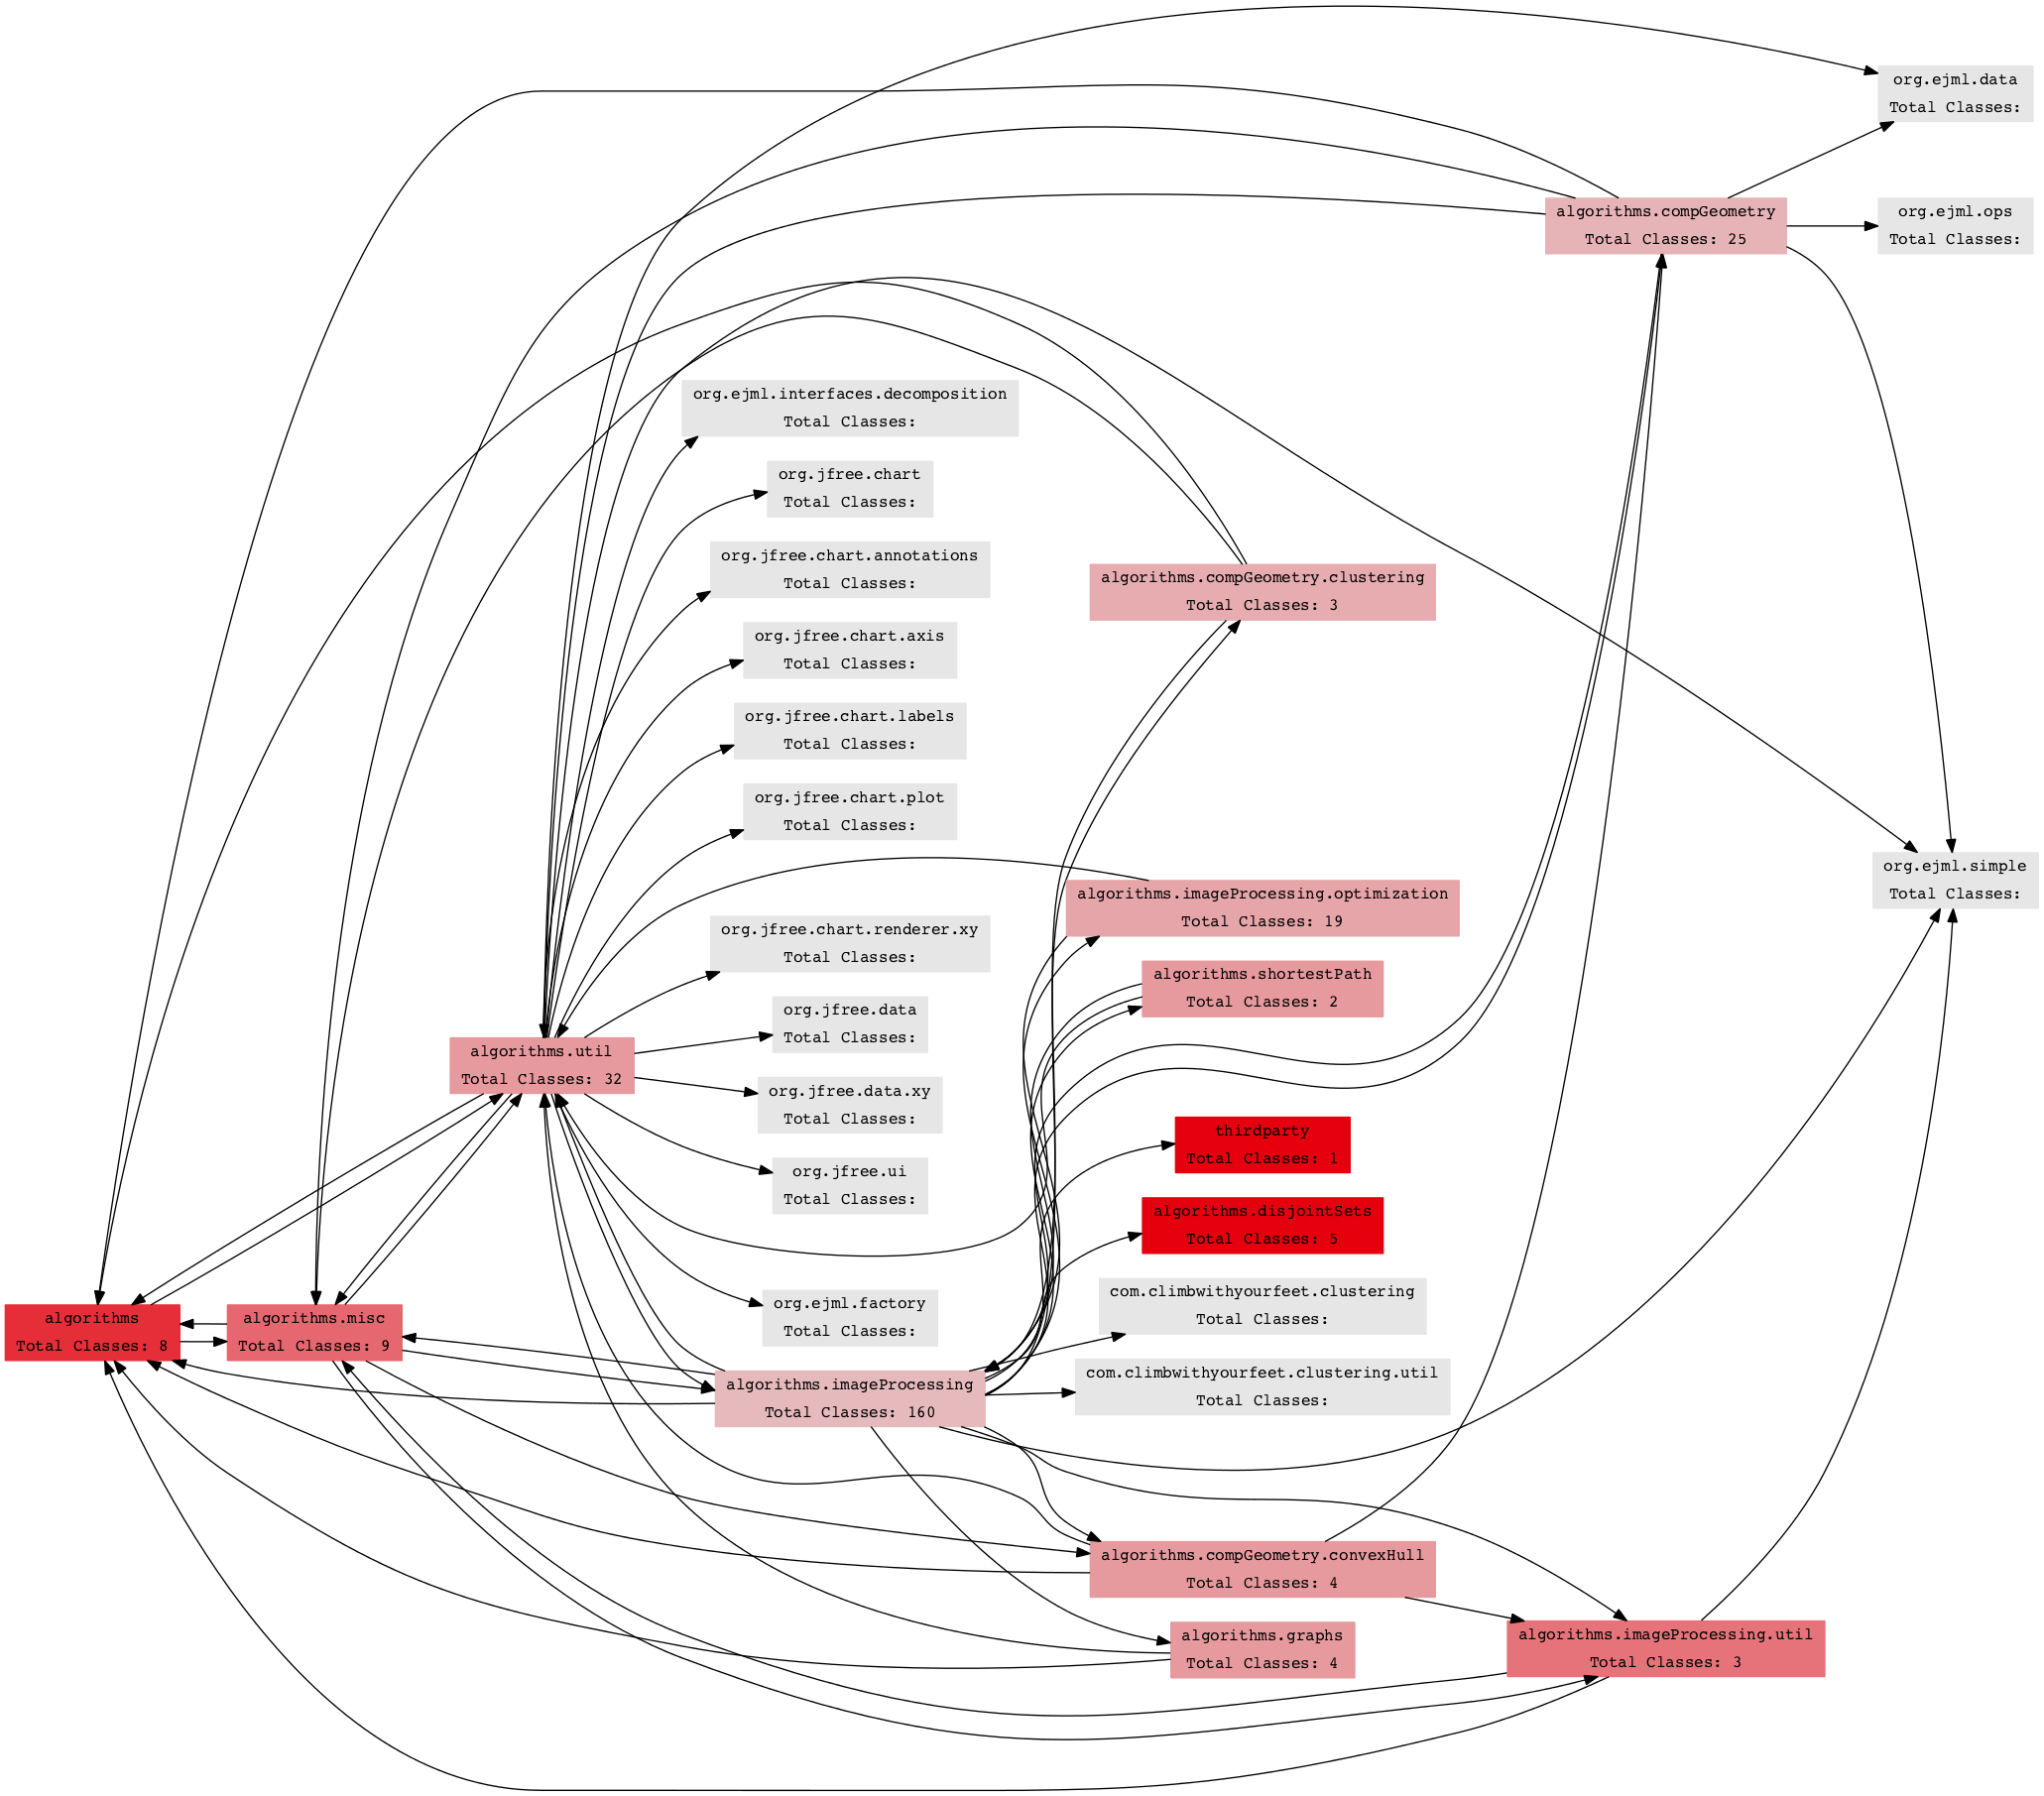 org.ejml.data
Total Classes:
algorithms.compGeometry
Total Classes: 25
org.ejml.ops
Total Classes:
org.ejml.interfaces.decomposition
Total Classes:
org.jfree.chart
Total Classes:
org.jfree.chart.annotations
Total Classes:
algorithms.compGeometry.clustering
Total Classes: 3
org.jfree.chart.axis
Total Classes:
org.jfree.chart.labels
Total Classes:
org.jfree.chart.plot
Total Classes:
org.ejml.simple
Total Classes:
algorithms.imageProcessing.optimization
Total Classes: 19
org.jfree.chart.renderer.xy
Total Classes:
algorithms.shortestPath
Total Classes: 2
org.jfree.data
Total Classes:
algorithms.util
Total Classes: 32
org.jfree.data.xy
Total Classes:
thirdparty
Total Classes: 1
org.jfree.ui
Total Classes:
algorithms.disjointSets
Total Classes: 5
org.ejml.factory
Total Classes:
com.climbwithyourfeet.clustering
Total Classes:
algorithms
Total Classes: 8
algorithms.misc
Total Classes: 9
com.climbwithyourfeet.clustering.util
Total Classes:
algorithms.imageProcessing
Total Classes: 160
algorithms.compGeometry.convexHull
Total Classes: 4
algorithms.graphs
Total Classes: 4
algorithms.imageProcessing.util
Total Classes: 3